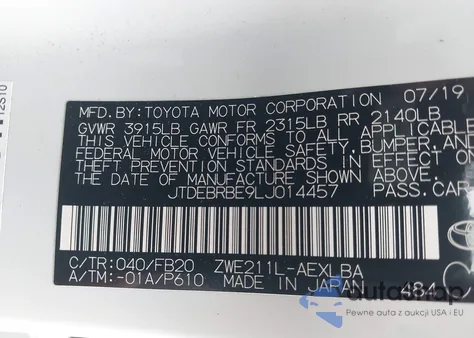 MFD.BY:TOYOTA MOTOR CORPORATION 07/19
GVWR 3915LB GAWR FR 2315LB RR 2140LB
THIS VEHICLE CONFORMS TO ALL APPLICABLE
FEDERAL MOTOR VEHICLE SAFETY, BUMPER, AND
THEFT PREVENTION STANDARDS IN EFFECT ON
THE DATE OF MANUFACTURE SHOWN ABOVE.
JTDEBRBE9LJ014457 PASS.CAR
C/TR:040/FB20 ZWE211L-AEXLBA
A/TM:-01A/P610 MADE IN JAPAN 484
autashop
Pewne auta z aukcji USA i EU